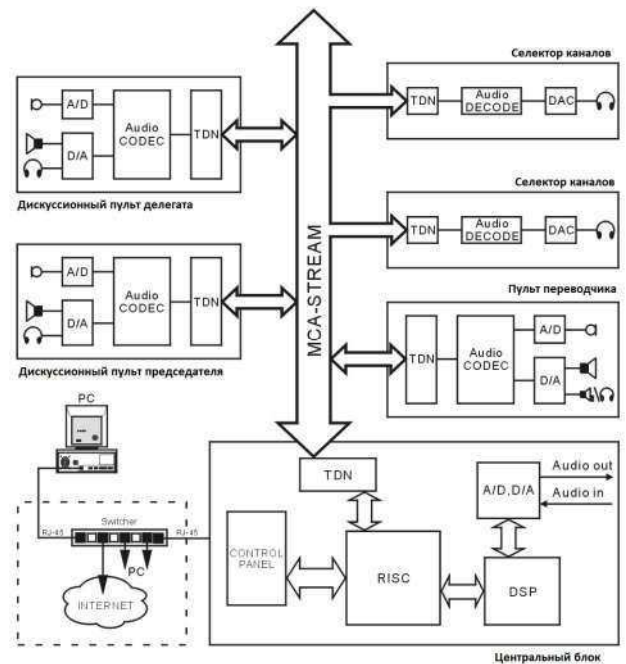 A/D
D/A
Audio
CODEC
TDN
Дискуссионный пульт делегата
A/D
D/A
Audio
CODEC
TDN
Дискуссионный пульт председателя
MCA-STREAM
Селектор каналов
TDN
Audio
DECODE
DAC
Селектор каналов
TDN
Audio
DECODE
DAC
Пульт переводчика
TDN
Audio
CODEC
A/D
D/A
PC
RJ-45
Switcher
RJ-45
PC
INTERNET
TDN
CONTROL
PANEL
RISC
DSP
A/D, D/A
Audio out
Audio in
Центральный блок